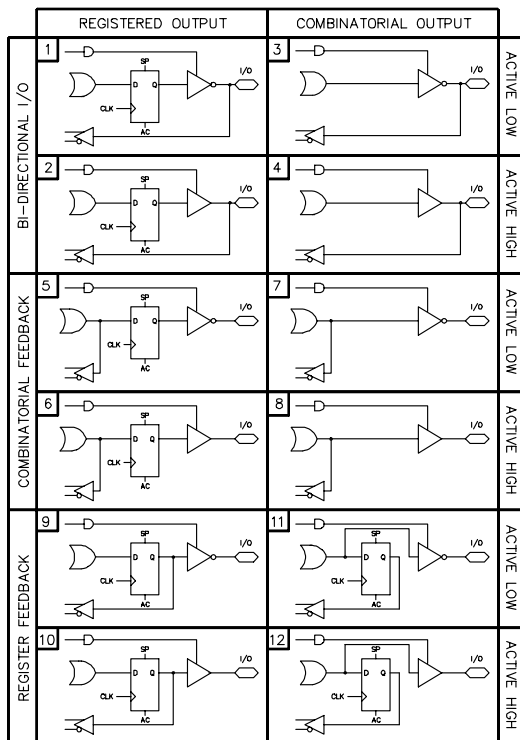 REGISTERED OUTPUT
COMBINATORIAL OUTPUT
BI-DIRECTIONAL I/O
1
SP
D Q
CLK
AC
I/O
3
I/O
ACTIVE LOW
2
SP
D Q
CLK
AC
I/O
4
I/O
ACTIVE HIGH
COMBINATORIAL FEEDBACK
5
SP
D Q
CLK
AC
I/O
7
I/O
ACTIVE LOW
6
SP
D Q
CLK
AC
I/O
8
I/O
ACTIVE HIGH
REGISTER FEEDBACK
9
SP
D Q
CLK
AC
I/O
11
SP
D Q
CLK
AC
I/O
ACTIVE LOW
10
SP
D Q
CLK
AC
I/O
12
SP
D Q
CLK
AC
I/O
ACTIVE HIGH